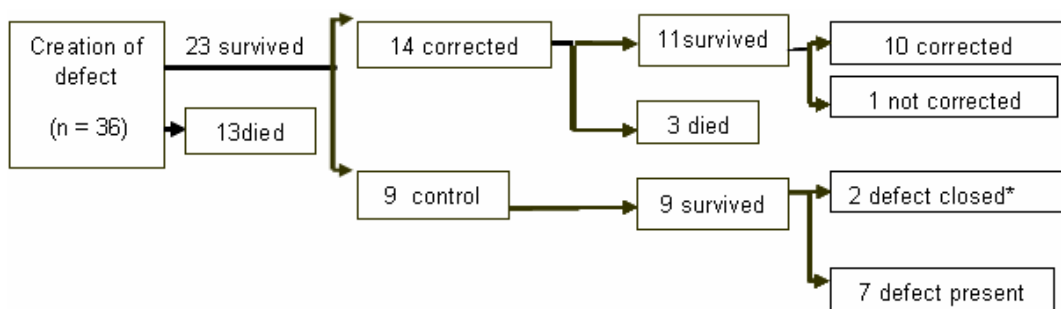 Creation of
defect
(n = 36)
23 survived
13died
14 corrected
11survived
10 corrected
1 not corrected
3 died
9 control
9 survived
2 defect closed*
7 defect present